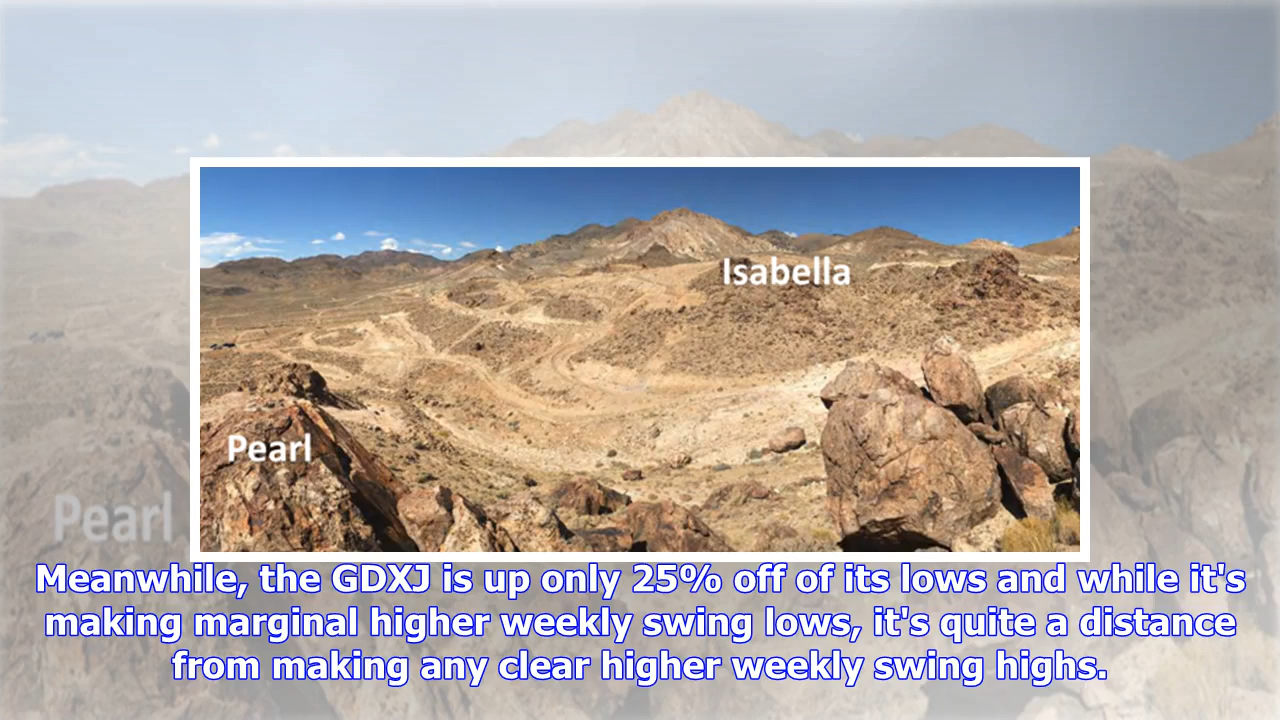 Isabella
Pearl
Pearl
Meanwhile, the GDXJ is up only 25% off of its lows and while it's
making marginal higher weekly swing lows, it's quite a distance
from making any clear higher weekly swing highs.